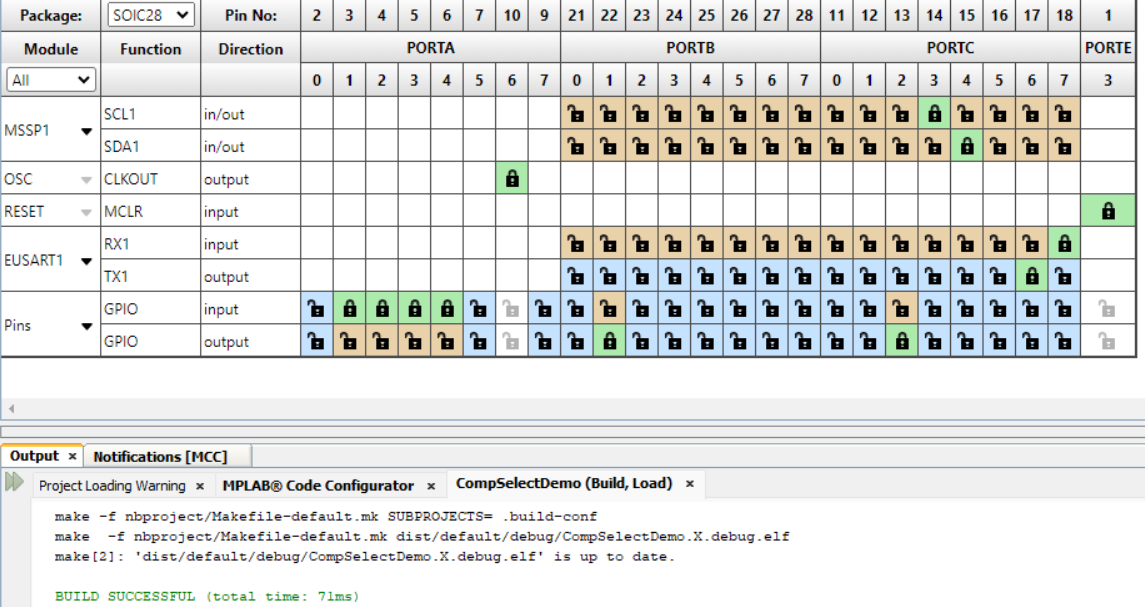 Package: SOIC28 Pin No: 2 3 4 5 6 7 10 9 21 22 23 24 25 26 27 28 11 12 13 14 15 16 17 18 1
Module Function Direction PORTA PORTB PORTC PORTE
All 0 1 2 3 4 5 6 7 0 1 2 3 4 5 6 7 0 1 2 3 4 5 6 7 3
MSSP1 SCL1 in/out
SDA1 in/out
OSC CLKOUT output
RESET MCLR input
EUSART1 RX1 input
TX1 output
Pins GPIO input
GPIO output
Output × Notifications [MCC]
Project Loading Warning × MPLAB® Code Configurator × CompSelectDemo (Build, Load) ×
make -f nbproject/Makefile-default.mk SUBPROJECTS= .build-conf
make -f nbproject/Makefile-default.mk dist/default/debug/CompSelectDemo.X.debug.elf
make[2]: 'dist/default/debug/CompSelectDemo.X.debug.elf' is up to date.
BUILD SUCCESSFUL (total time: 71ms)